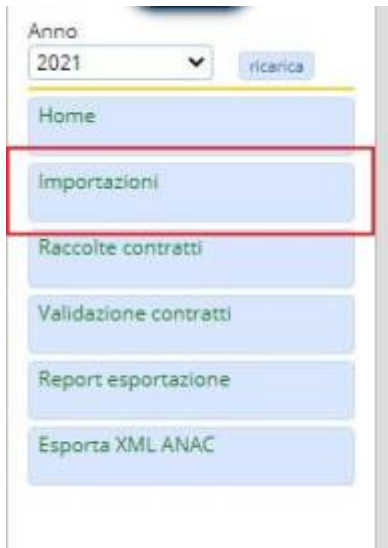 Anno
2021 ricarica
Home
Importazioni
Raccolte contratti
Validazione contratti
Report esportazione
Esporta XML ANAC